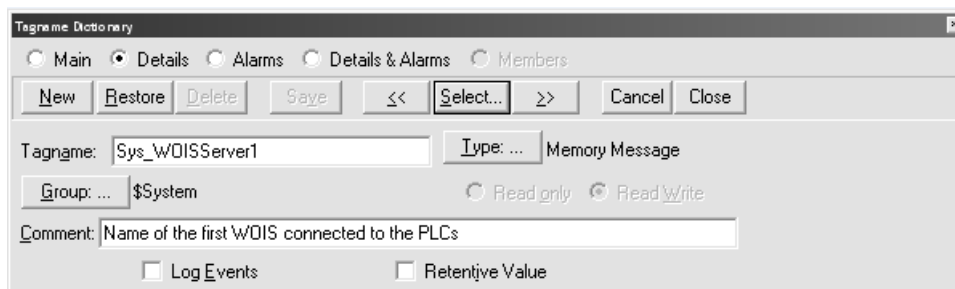 Tagname Dictionary
Main Details Alarms Details & Alarms Members
New Restore Delete Save << Select... >> Cancel Close
Tagname: Sys_WOISServer1 Type: ... Memory Message
Group: ... $System Read only Read Write
Comment: Name of the first WOIS connected to the PLCs
Log Events Retentive Value